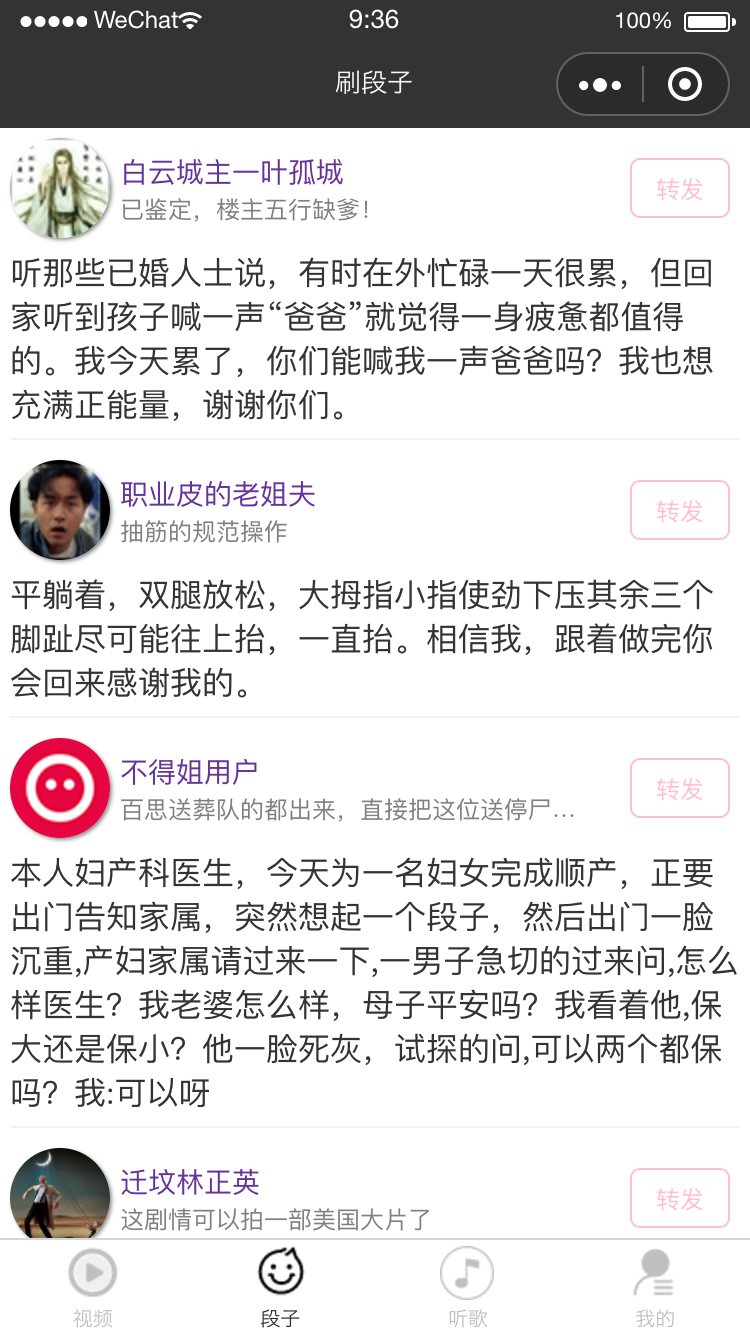 ●●●●● WeChat 9:36 100%
刷段子
白云城主一叶孤城
转发
已鉴定，楼主五行缺爹！
听那些已婚人士说，有时在外忙碌一天很累，但回
家听到孩子喊一声“爸爸”就觉得一身疲惫都值得
的。我今天累了，你们能喊我一声爸爸吗？我也想
充满正能量，谢谢你们。
职业皮的老姐夫
转发
抽筋的规范操作
平躺着，双腿放松，大拇指小指使劲下压其余三个
脚趾尽可能往上抬，一直抬。相信我，跟着做完你
会回来感谢我的。
不得姐用户
转发
百思送葬队的都出来，直接把这位送停尸...
本人妇产科医生，今天为一名妇女完成顺产，正要
出门告知家属，突然想起一个段子，然后出门一脸
沉重,产妇家属请过来一下,一男子急切的过来问,怎么
样医生？我老婆怎么样，母子平安吗？我看着他,保
大还是保小？他一脸死灰，试探的问,可以两个都保
吗？我:可以呀
迁坟林正英
转发
这剧情可以拍一部美国大片了
视频 段子 听歌 我的